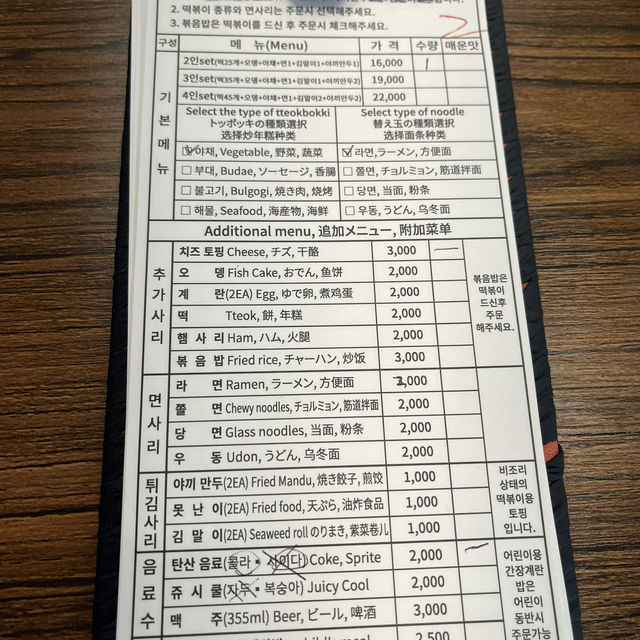 2. 떡볶이 종류와 면사리는 주문시 선택해주세요.
3. 볶음밥은 떡볶이를 드신 후 주문시 체크해주세요.
2
구성 메 뉴(Menu) 가 격 수량 매운맛
기본메뉴
2인set(떡25개+오뎅+야채+면1+김말이1+야끼만두1) 16,000 1
3인set(떡35개+오뎅+야채+면1+김말이1+야끼만두2) 19,000
4인set(떡45개+오뎅+야채+면1+김말이2+야끼만두2) 22,000
Select the type of tteokbokki
トッポッキの種類選択
选择炒年糕种类
Select type of noodle
替え玉の種類選択
选择面条种类
야채, Vegetable, 野菜, 蔬菜 라면,ラーメン, 方便面
부대, Budae, ソーセージ, 香腸 쫄면, チョルミョン, 筋道拌面
불고기, Bulgogi, 焼き肉, 烧烤 당면, 当面, 粉条
해물, Seafood, 海産物, 海鲜 우동, うどん, 乌冬面
Additional menu, 追加メニュー, 附加菜单
추가사리
치즈 토핑 Cheese, チズ, 干酪 3,000
오 뎅 Fish Cake, おでん, 鱼饼 2,000
계 란(2EA) Egg, ゆで卵, 煮鸡蛋 2,000
떡 Tteok, 餅, 年糕 2,000
햄 사 리 Ham, ハム, 火腿 2,000
볶 음 밥 Fried rice, チャーハン, 炒饭 3,000
볶음밥은
떡볶이
드신후
주문
해주세요.
면사리
라 면 Ramen, ラーメン, 方便面 2,000
쫄 면 Chewy noodles, チョルミョン, 筋道拌面 2,000
당 면 Glass noodles, 当面, 粉条 2,000
우 동 Udon, うどん, 乌冬面 2,000
튀김사리
야끼 만두(2EA) Fried Mandu, 焼き餃子, 煎饺 1,000
못 난 이(2EA) Fried food, 天ぷら, 油炸食品 1,000
김 말 이(2EA) Seaweed roll のりまき, 紫菜卷儿 1,000
비조리
상태의
떡볶이용
토핑
입니다.
음료수
탄산 음료(콜라 · 사이다) Coke, Sprite 2,000
쥬 시 쿨(자두 · 복숭아) Juicy Cool 2,000
맥 주(355ml) Beer, ビール, 啤酒 3,000
2,500
어린이용
간장계란
밥은
어린이
동반시
주문가능